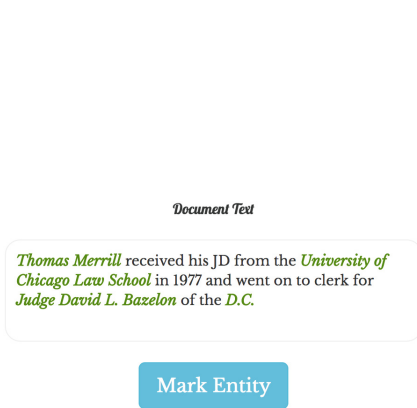 Document Text
Thomas Merrill received his JD from the University of
Chicago Law School in 1977 and went on to clerk for
Judge David L. Bazelon of the D.C.
Mark Entity